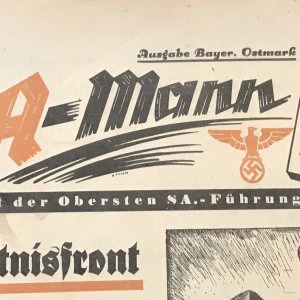 Ausgabe Bayer. Ostmark
A-Mann
t der Obersten SA.-Führung
tnisfront